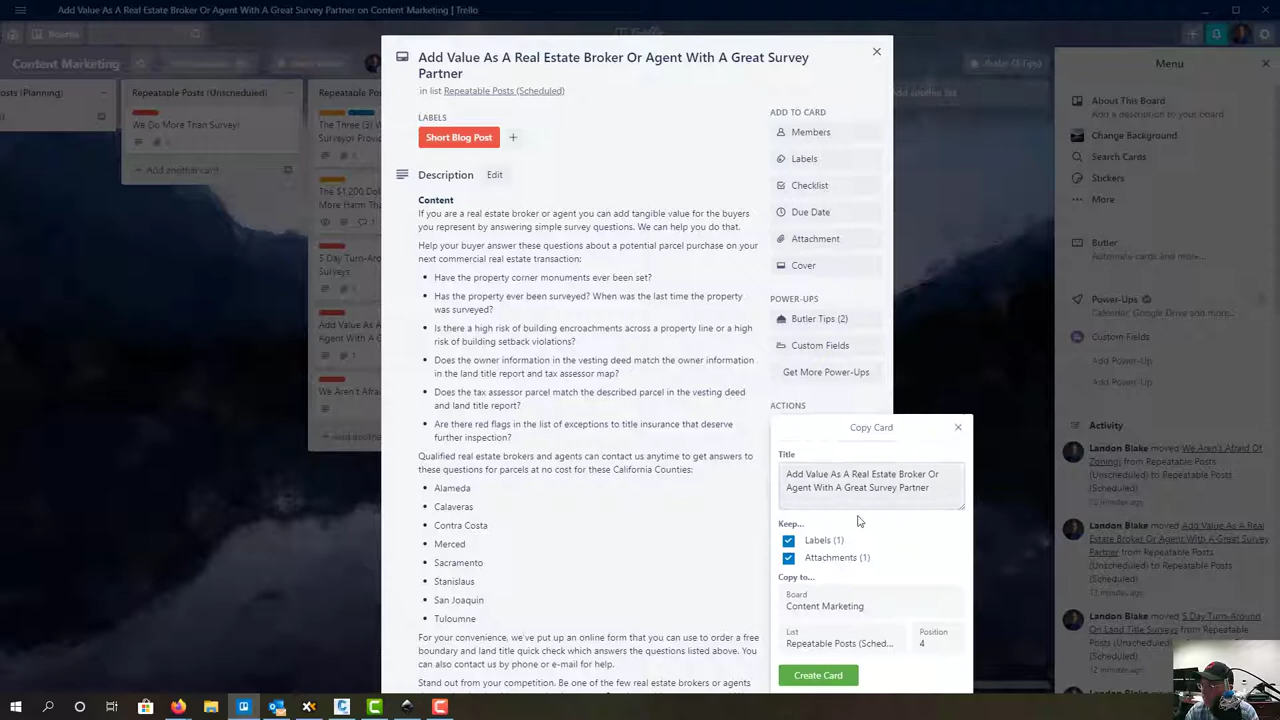 Add Value As A Real Estate Broker Or Agent With A Great Survey Partner on Content Marketing | Trello
Boards
Content Marketing
osts (Planning)
Repeatable Posts (Unscheduled)
We Do More Than Survey!
Add another card
Repeatable Po
The Three (3) W
Surveyor Provid
The $1,200 Dol
More Harm Tha
1
5 Day Turn-Aro
Surveys
Add Value As A
Agent With A G
1
We Aren't Afraid
Butler (2 Tips)
Add another list
Add Value As A Real Estate Broker Or Agent With A Great Survey
Partner
in list Repeatable Posts (Scheduled)
LABELS
Short Blog Post
+
Description
Edit
Content
If you are a real estate broker or agent you can add tangible value for the buyers
you represent by answering simple survey questions. We can help you do that.
Help your buyer answer these questions about a potential parcel purchase on your
next commercial real estate transaction:
• Have the property corner monuments ever been set?
• Has the property ever been surveyed? When was the last time the property
was surveyed?
• Is there a high risk of building encroachments across a property line or a high
risk of building setback violations?
• Does the owner information in the vesting deed match the owner information
in the land title report and tax assessor map?
• Does the tax assessor parcel match the described parcel in the vesting deed
and land title report?
• Are there red flags in the list of exceptions to title insurance that deserve
further inspection?
Qualified real estate brokers and agents can contact us anytime to get answers to
these questions for parcels at no cost for these California Counties:
• Alameda
• Calaveras
• Contra Costa
• Merced
• Sacramento
• Stanislaus
• San Joaquin
• Tuloumne
For your convenience, we've put up an online form that you can use to order a free
boundary and land title quick check which answers the questions listed above. You
can also contact us by phone or e-mail for help.
Stand out from your competition. Be one of the few real estate brokers or agents
ADD TO CARD
Members
Labels
Checklist
Due Date
Attachment
Cover
POWER-UPS
Butler Tips (2)
Custom Fields
Get More Power-Ups
ACTIONS
Copy Card
Title
Add Value As A Real Estate Broker Or
Agent With A Great Survey Partner
Keep...
Labels (1)
Attachments (1)
Copy to...
Board
Content Marketing
List
Repeatable Posts (Sched...
Position
4
Create Card
Menu
About This Board
Add a description to your board
Change Background
Search Cards
Stickers
More
Butler
Automate cards and more...
Power-Ups
Calendar, Google Drive and more...
Custom Fields
Add Power-Up
Add Power-Up
Activity
Landon Blake moved We Aren't Afraid Of
Zoning! from Repeatable Posts
(Unscheduled) to Repeatable Posts
(Scheduled)
Landon Blake moved Add Value As A Real
Estate Broker Or Agent With A Great Survey
Partner from Repeatable Posts
(Unscheduled) to Repeatable Posts
(Scheduled)
Landon Blake moved 5 Day Turn-Around
On Land Title Surveys from Repeatable
Posts (Unscheduled) to Repeatable
Posts (Scheduled)